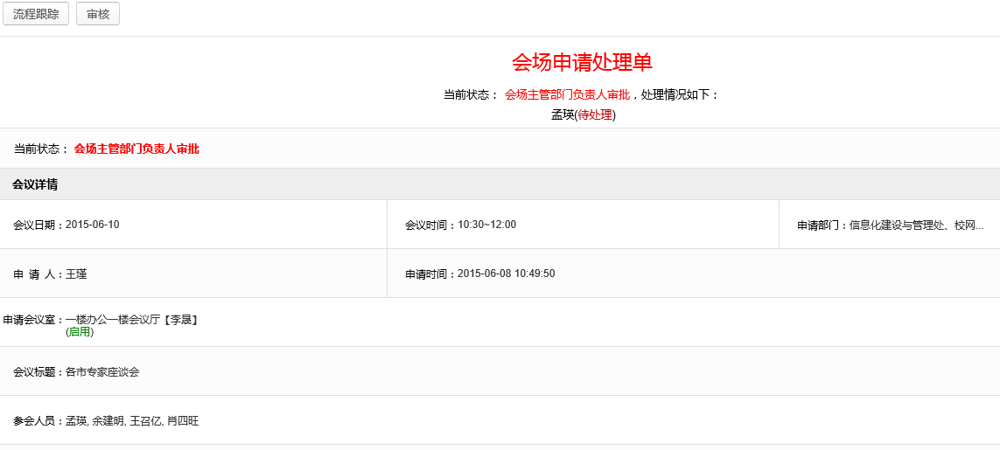 流程跟踪 审核
会场申请处理单
当前状态： 会场主管部门负责人审批，处理情况如下：
孟瑛(待处理)
当前状态： 会场主管部门负责人审批
会议详情
会议日期：2015-06-10 会议时间：10:30~12:00 申请部门：信息化建设与管理处、校网...
申 请 人：王瑾 申请时间：2015-06-08 10:49:50
申请会议室：一楼办公一楼会议厅【李晟】
(启用)
会议标题：各市专家座谈会
参会人员：孟瑛, 余建明, 王召亿, 肖四旺